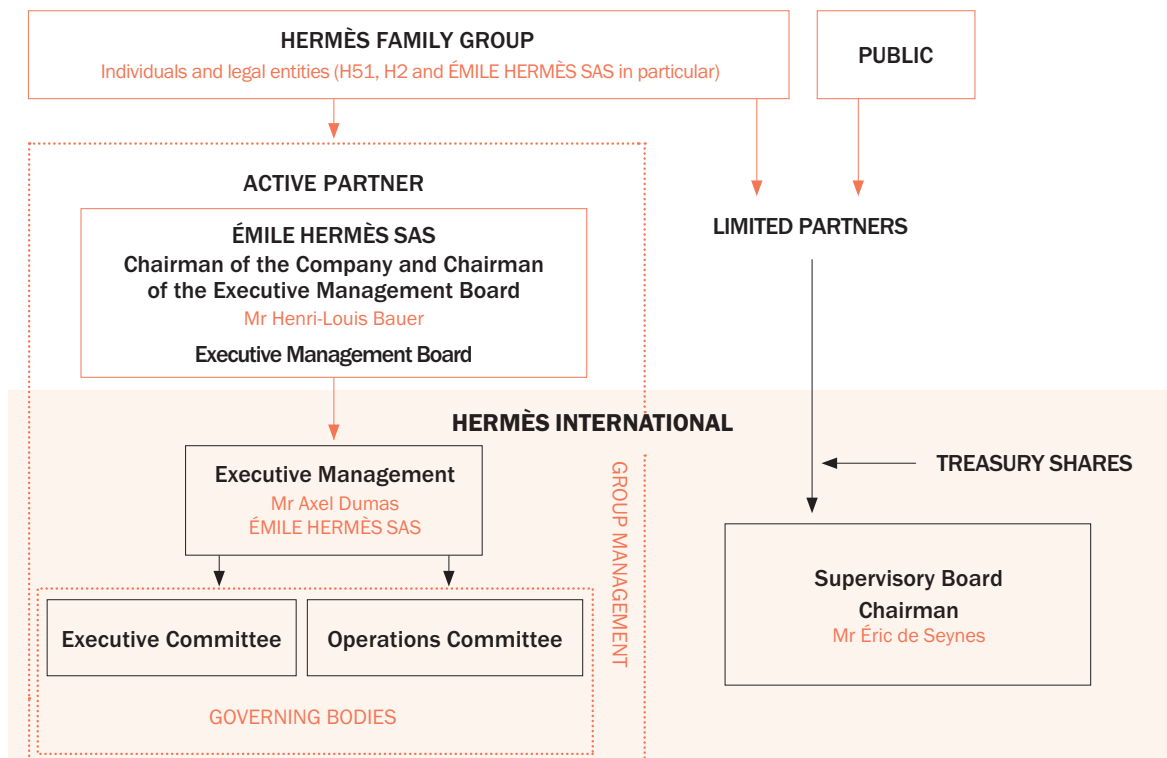 HERMÈS FAMILY GROUP
Individuals and legal entities (H51, H2 and ÉMILE HERMÈS SAS in particular)
PUBLIC
ACTIVE PARTNER
ÉMILE HERMÈS SAS
Chairman of the Company and Chairman
of the Executive Management Board
Mr Henri-Louis Bauer
Executive Management Board
LIMITED PARTNERS
HERMÈS INTERNATIONAL
Executive Management
Mr Axel Dumas
ÉMILE HERMÈS SAS
GROUP MANAGEMENT
TREASURY SHARES
Executive Committee
Operations Committee
GOVERNING BODIES
Supervisory Board
Chairman
Mr Éric de Seynes